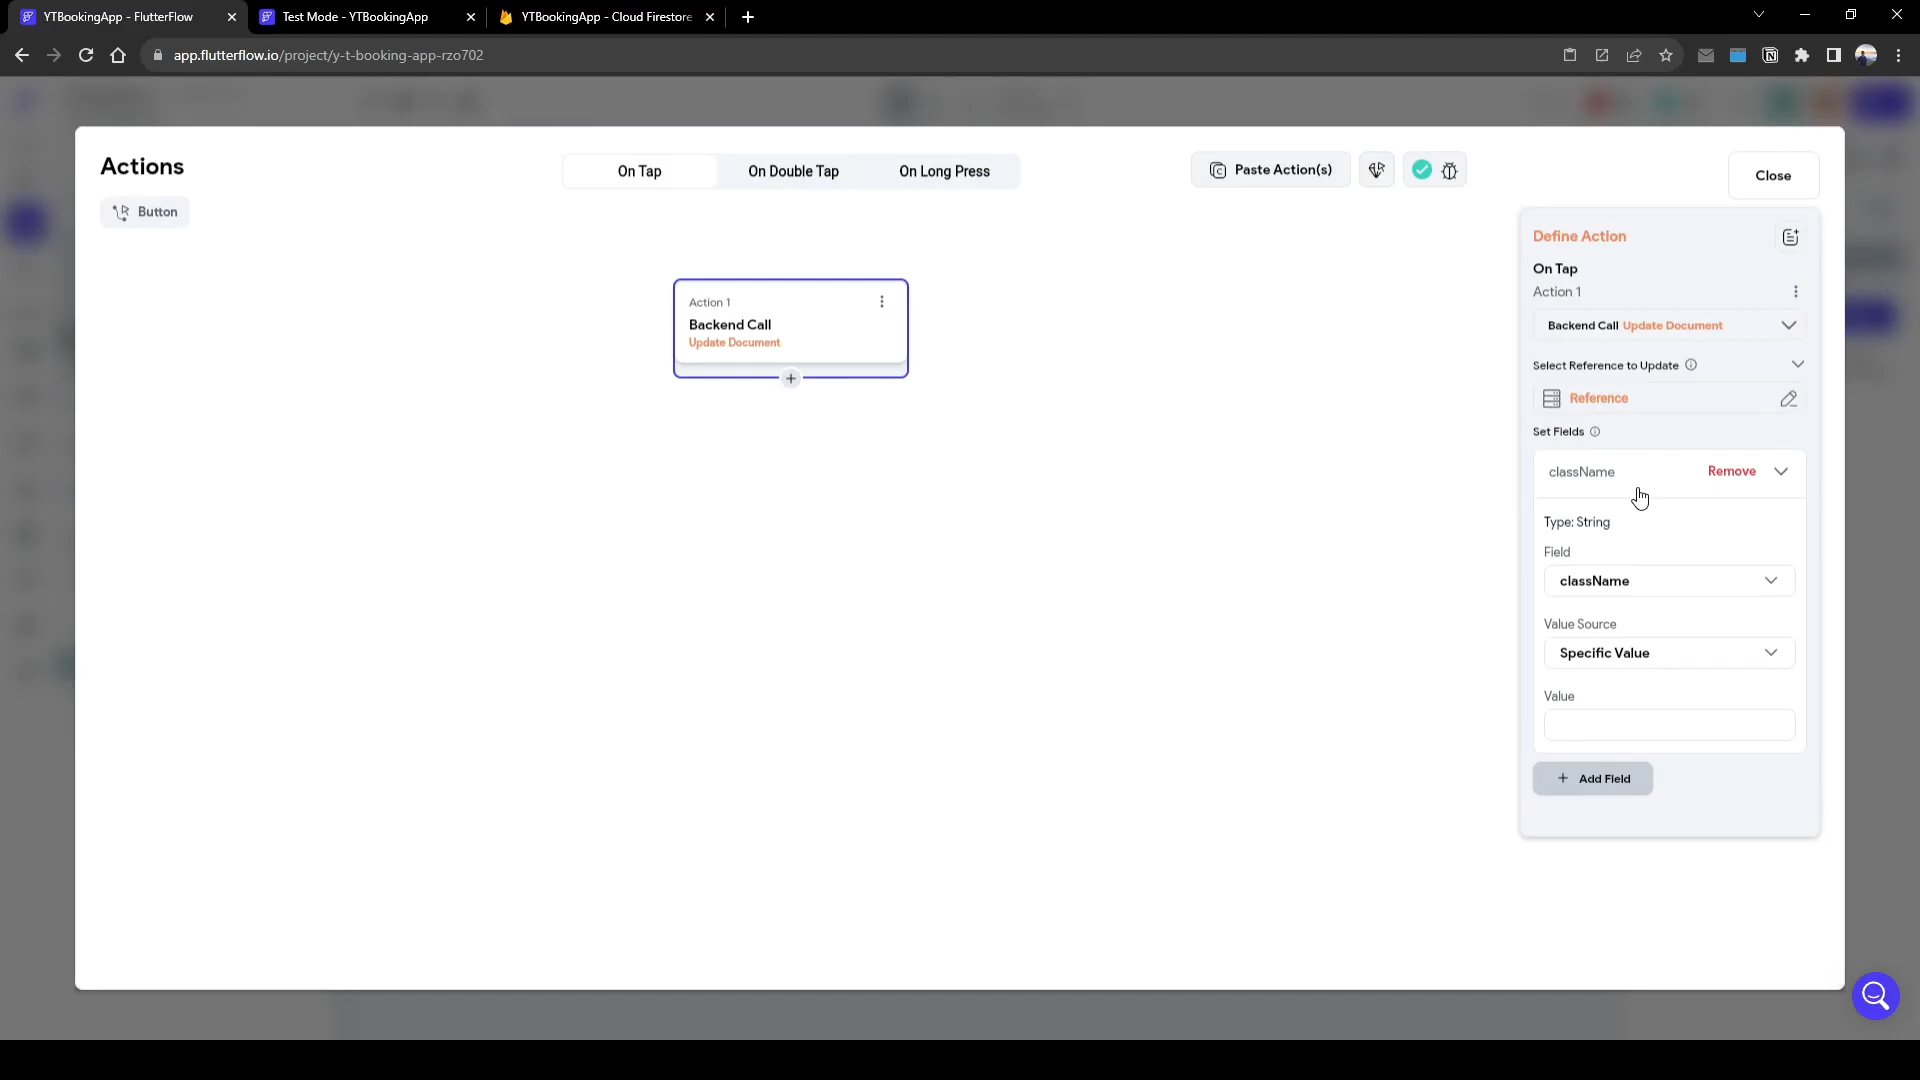 YTBookingApp - FlutterFlow
Test Mode - YTBookingApp
YTBookingApp - Cloud Firestore
app.flutterflow.io/project/y-t-booking-app-rzo702
Actions
On Tap
On Double Tap
On Long Press
Paste Action(s)
Close
Button
Define Action
On Tap
Action 1
Backend Call Update Document
Select Reference to Update
Reference
Set Fields
className
Remove
Type: String
Field
className
Value Source
Specific Value
Value
Add Field
Action 1
Backend Call
Update Document